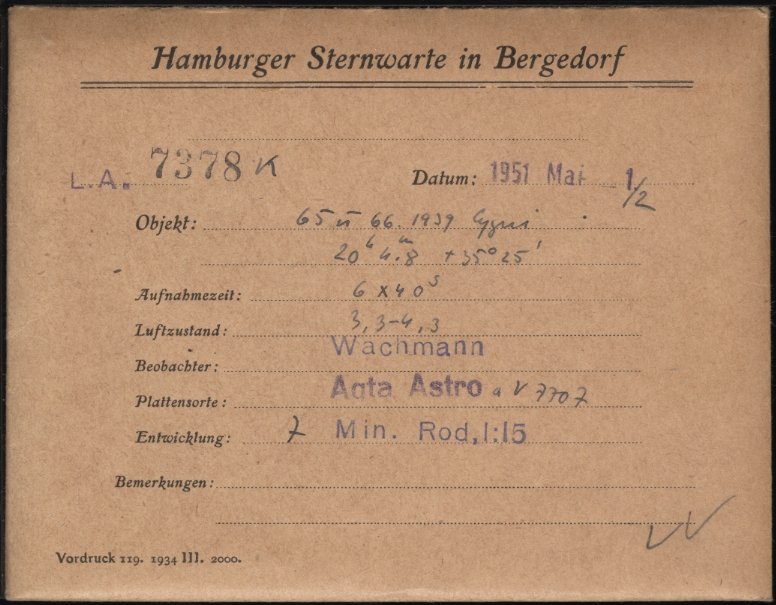 Hamburger Sternwarte in Bergedorf
L.A. 7378 K Datum: 1951 Mai 1/2
Objekt: 65 u 66. 1939 Cygni
20h 4m.8 +35° 25'
Aufnahmezeit: 6 x 40s
Luftzustand: 3,3-4,3
Beobachter: Wachmann
Plattensorte: Agfa Astro a V 7707
Entwicklung: 7 Min. Rod, 1:15
Bemerkungen:
Vordruck 119. 1934 III. 2000.